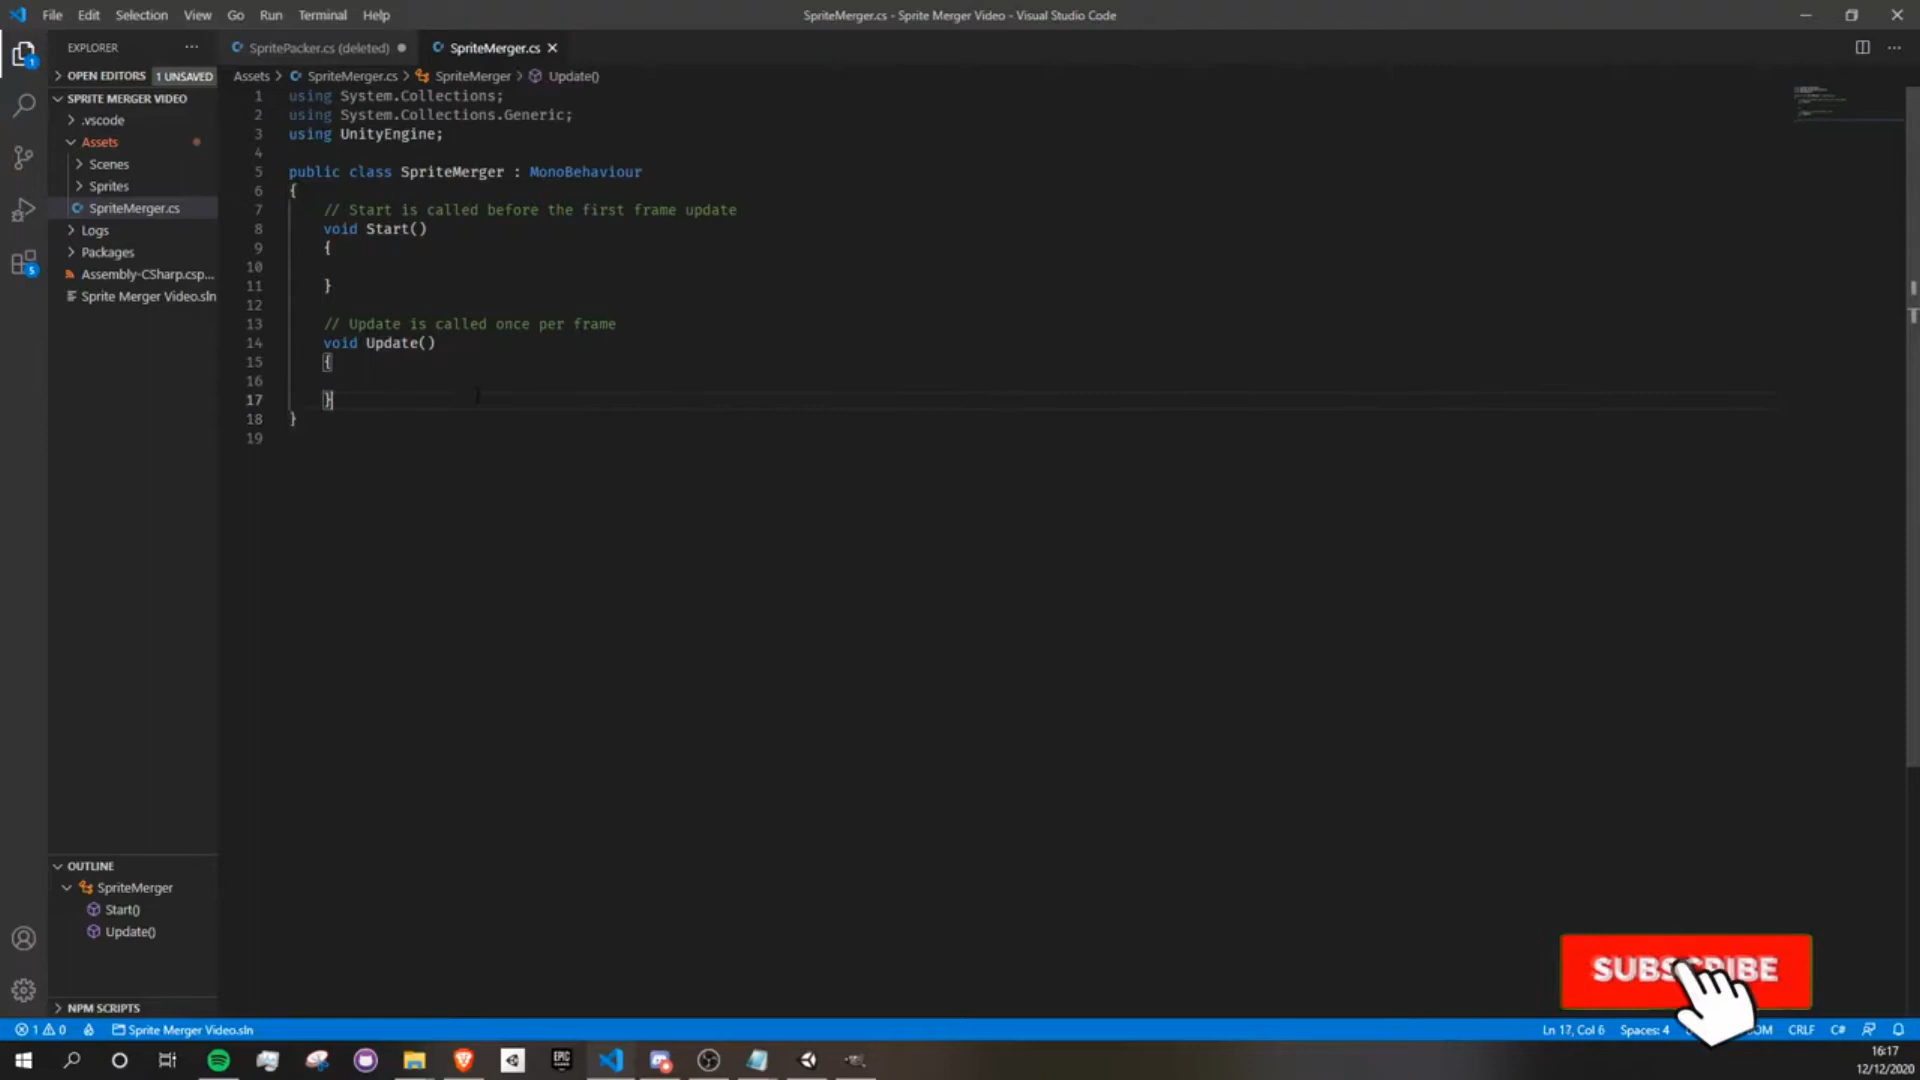 File Edit Selection View Go Run Terminal Help
SpriteMerger.cs - Sprite Merger Video - Visual Studio Code
EXPLORER
SpritePacker.cs (deleted)
SpriteMerger.cs
OPEN EDITORS 1 UNSAVED
Assets > SpriteMerger.cs > SpriteMerger > Update()
SPRITE MERGER VIDEO
.vscode
Assets
Scenes
Sprites
SpriteMerger.cs
Logs
Packages
Assembly-CSharp.csp...
Sprite Merger Video.sln
1 using System.Collections;
2 using System.Collections.Generic;
3 using UnityEngine;
4
5 public class SpriteMerger : MonoBehaviour
6 {
7 // Start is called before the first frame update
8 void Start()
9 {
10
11 }
12
13 // Update is called once per frame
14 void Update()
15 {
16
17 }
18 }
19
OUTLINE
SpriteMerger
Start()
Update()
NPM SCRIPTS
SUBSCRIBE
1 0 Sprite Merger Video.sln
Ln 17, Col 6 Spaces: 4 CRLF C#
EPIC
16:17
12/12/2020
1
5